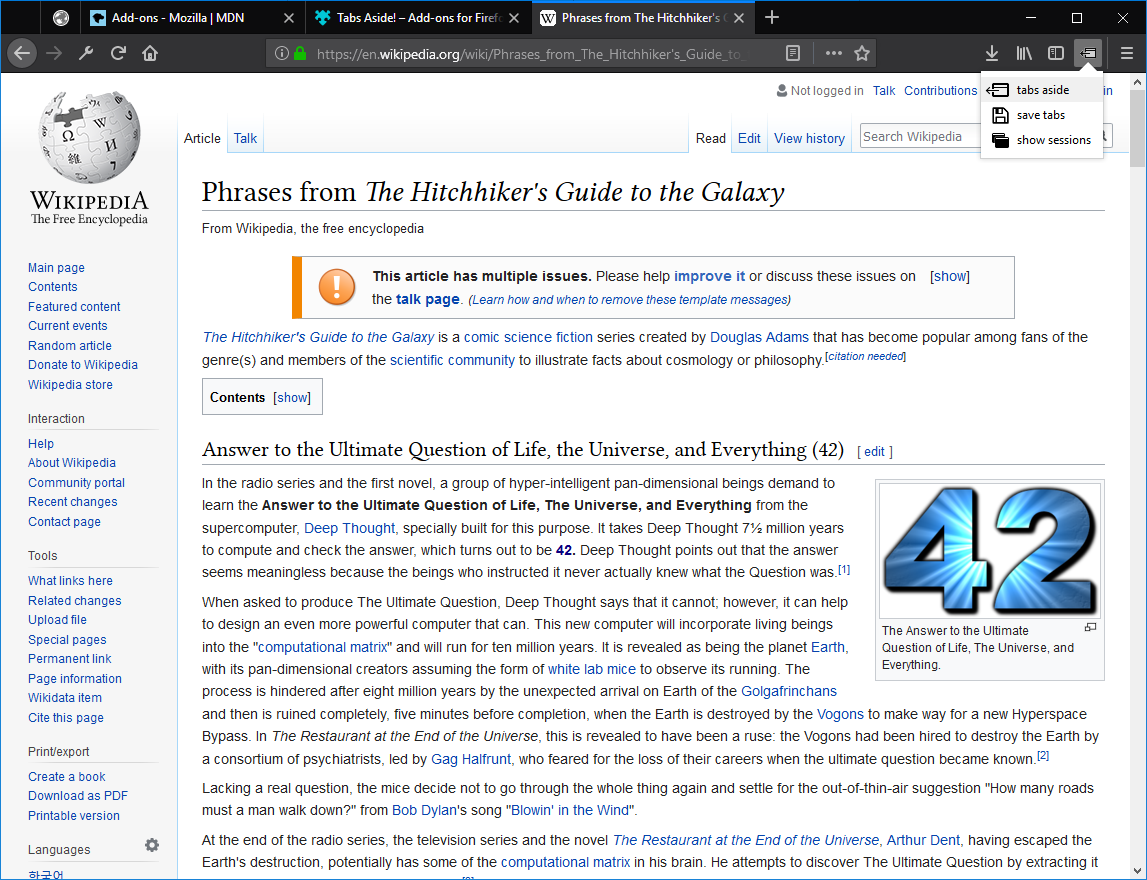 Add-ons - Mozilla | MDN
Tabs Aside! – Add-ons for Firef
Phrases from The Hitchhiker's G
https://en.wikipedia.org/wiki/Phrases_from_The_Hitchhiker's_Guide_to_
tabs aside
save tabs
show sessions
Not logged in Talk Contributions in
Article Talk Read Edit View history Search Wikipedia
WIKIPEDIA
The Free Encyclopedia
Main page
Contents
Featured content
Current events
Random article
Donate to Wikipedia
Wikipedia store
Interaction
Help
About Wikipedia
Community portal
Recent changes
Contact page
Tools
What links here
Related changes
Upload file
Special pages
Permanent link
Page information
Wikidata item
Cite this page
Print/export
Create a book
Download as PDF
Printable version
Languages
한국어
Phrases from The Hitchhiker's Guide to the Galaxy
From Wikipedia, the free encyclopedia
This article has multiple issues. Please help improve it or discuss these issues on [show]
the talk page. (Learn how and when to remove these template messages)
The Hitchhiker's Guide to the Galaxy is a comic science fiction series created by Douglas Adams that has become popular among fans of the
genre(s) and members of the scientific community to illustrate facts about cosmology or philosophy.[citation needed]
Contents [show]
Answer to the Ultimate Question of Life, the Universe, and Everything (42) [ edit ]
In the radio series and the first novel, a group of hyper-intelligent pan-dimensional beings demand to
learn the Answer to the Ultimate Question of Life, The Universe, and Everything from the
supercomputer, Deep Thought, specially built for this purpose. It takes Deep Thought 7½ million years
to compute and check the answer, which turns out to be 42. Deep Thought points out that the answer
seems meaningless because the beings who instructed it never actually knew what the Question was.[1]
42
The Answer to the Ultimate
Question of Life, The Universe, and
Everything.
When asked to produce The Ultimate Question, Deep Thought says that it cannot; however, it can help
to design an even more powerful computer that can. This new computer will incorporate living beings
into the "computational matrix" and will run for ten million years. It is revealed as being the planet Earth,
with its pan-dimensional creators assuming the form of white lab mice to observe its running. The
process is hindered after eight million years by the unexpected arrival on Earth of the Golgafrinchans
and then is ruined completely, five minutes before completion, when the Earth is destroyed by the Vogons to make way for a new Hyperspace
Bypass. In The Restaurant at the End of the Universe, this is revealed to have been a ruse: the Vogons had been hired to destroy the Earth by
a consortium of psychiatrists, led by Gag Halfrunt, who feared for the loss of their careers when the ultimate question became known.[2]
Lacking a real question, the mice decide not to go through the whole thing again and settle for the out-of-thin-air suggestion "How many roads
must a man walk down?" from Bob Dylan's song "Blowin' in the Wind".
At the end of the radio series, the television series and the novel The Restaurant at the End of the Universe, Arthur Dent, having escaped the
Earth's destruction, potentially has some of the computational matrix in his brain. He attempts to discover The Ultimate Question by extracting it